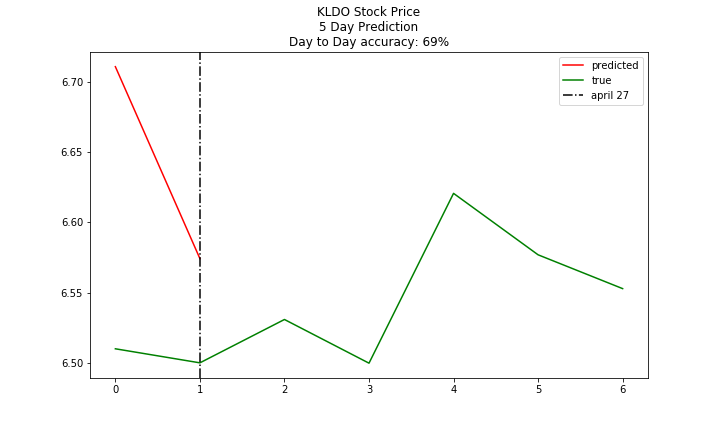 KLDO Stock Price
5 Day Prediction
Day to Day accuracy: 69%
predicted
true
april 27
6.70
6.65
6.60
6.55
6.50
0 1 2 3 4 5 6